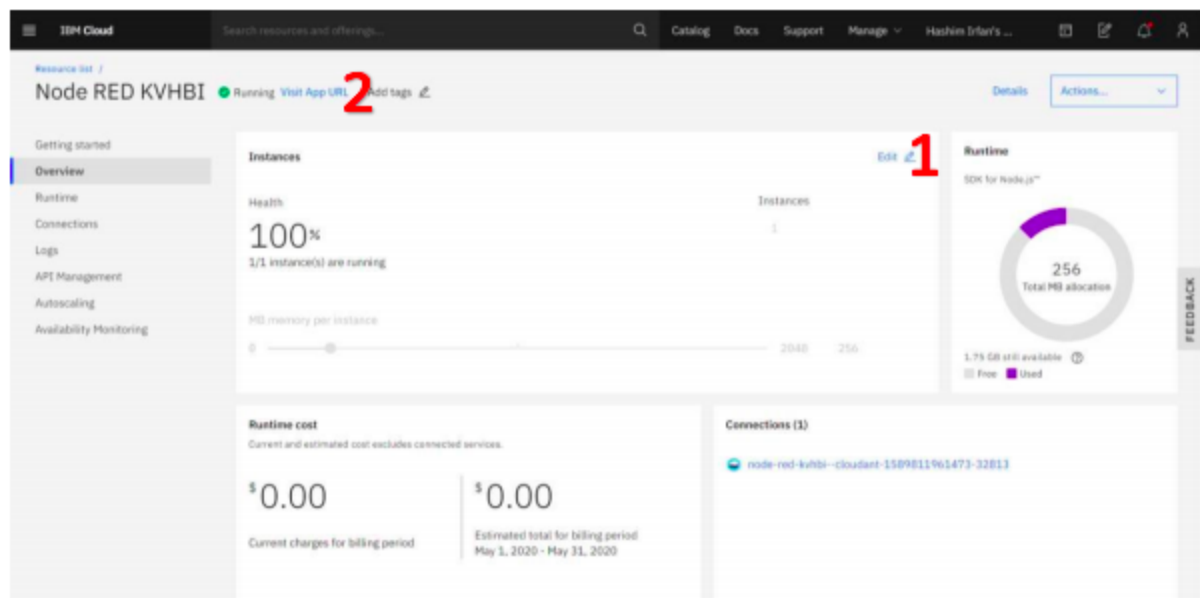 IBM Cloud
Search resources and offerings...
Catalog
Docs
Support
Manage
Hashim Irfan's ...
Resource list /
Node RED KVHBI
Running
Visit App URL
2
Add tags
Details
Actions...
Getting started
Overview
Runtime
Connections
Logs
API Management
Autoscaling
Availability Monitoring
Instances
Edit
1
Health
Instances
100%
1
1/1 instance(s) are running
MB memory per instance
0
2048
256
Runtime
SDK for Node.js™
256
Total MB allocation
1.75 GB still available
Free
Used
FEEDBACK
Runtime cost
Current and estimated cost excludes connected services.
$0.00
Current charges for billing period
$0.00
Estimated total for billing period
May 1, 2020 - May 31, 2020
Connections (1)
node-red-kvhbi--cloudant-1589811961473-32813